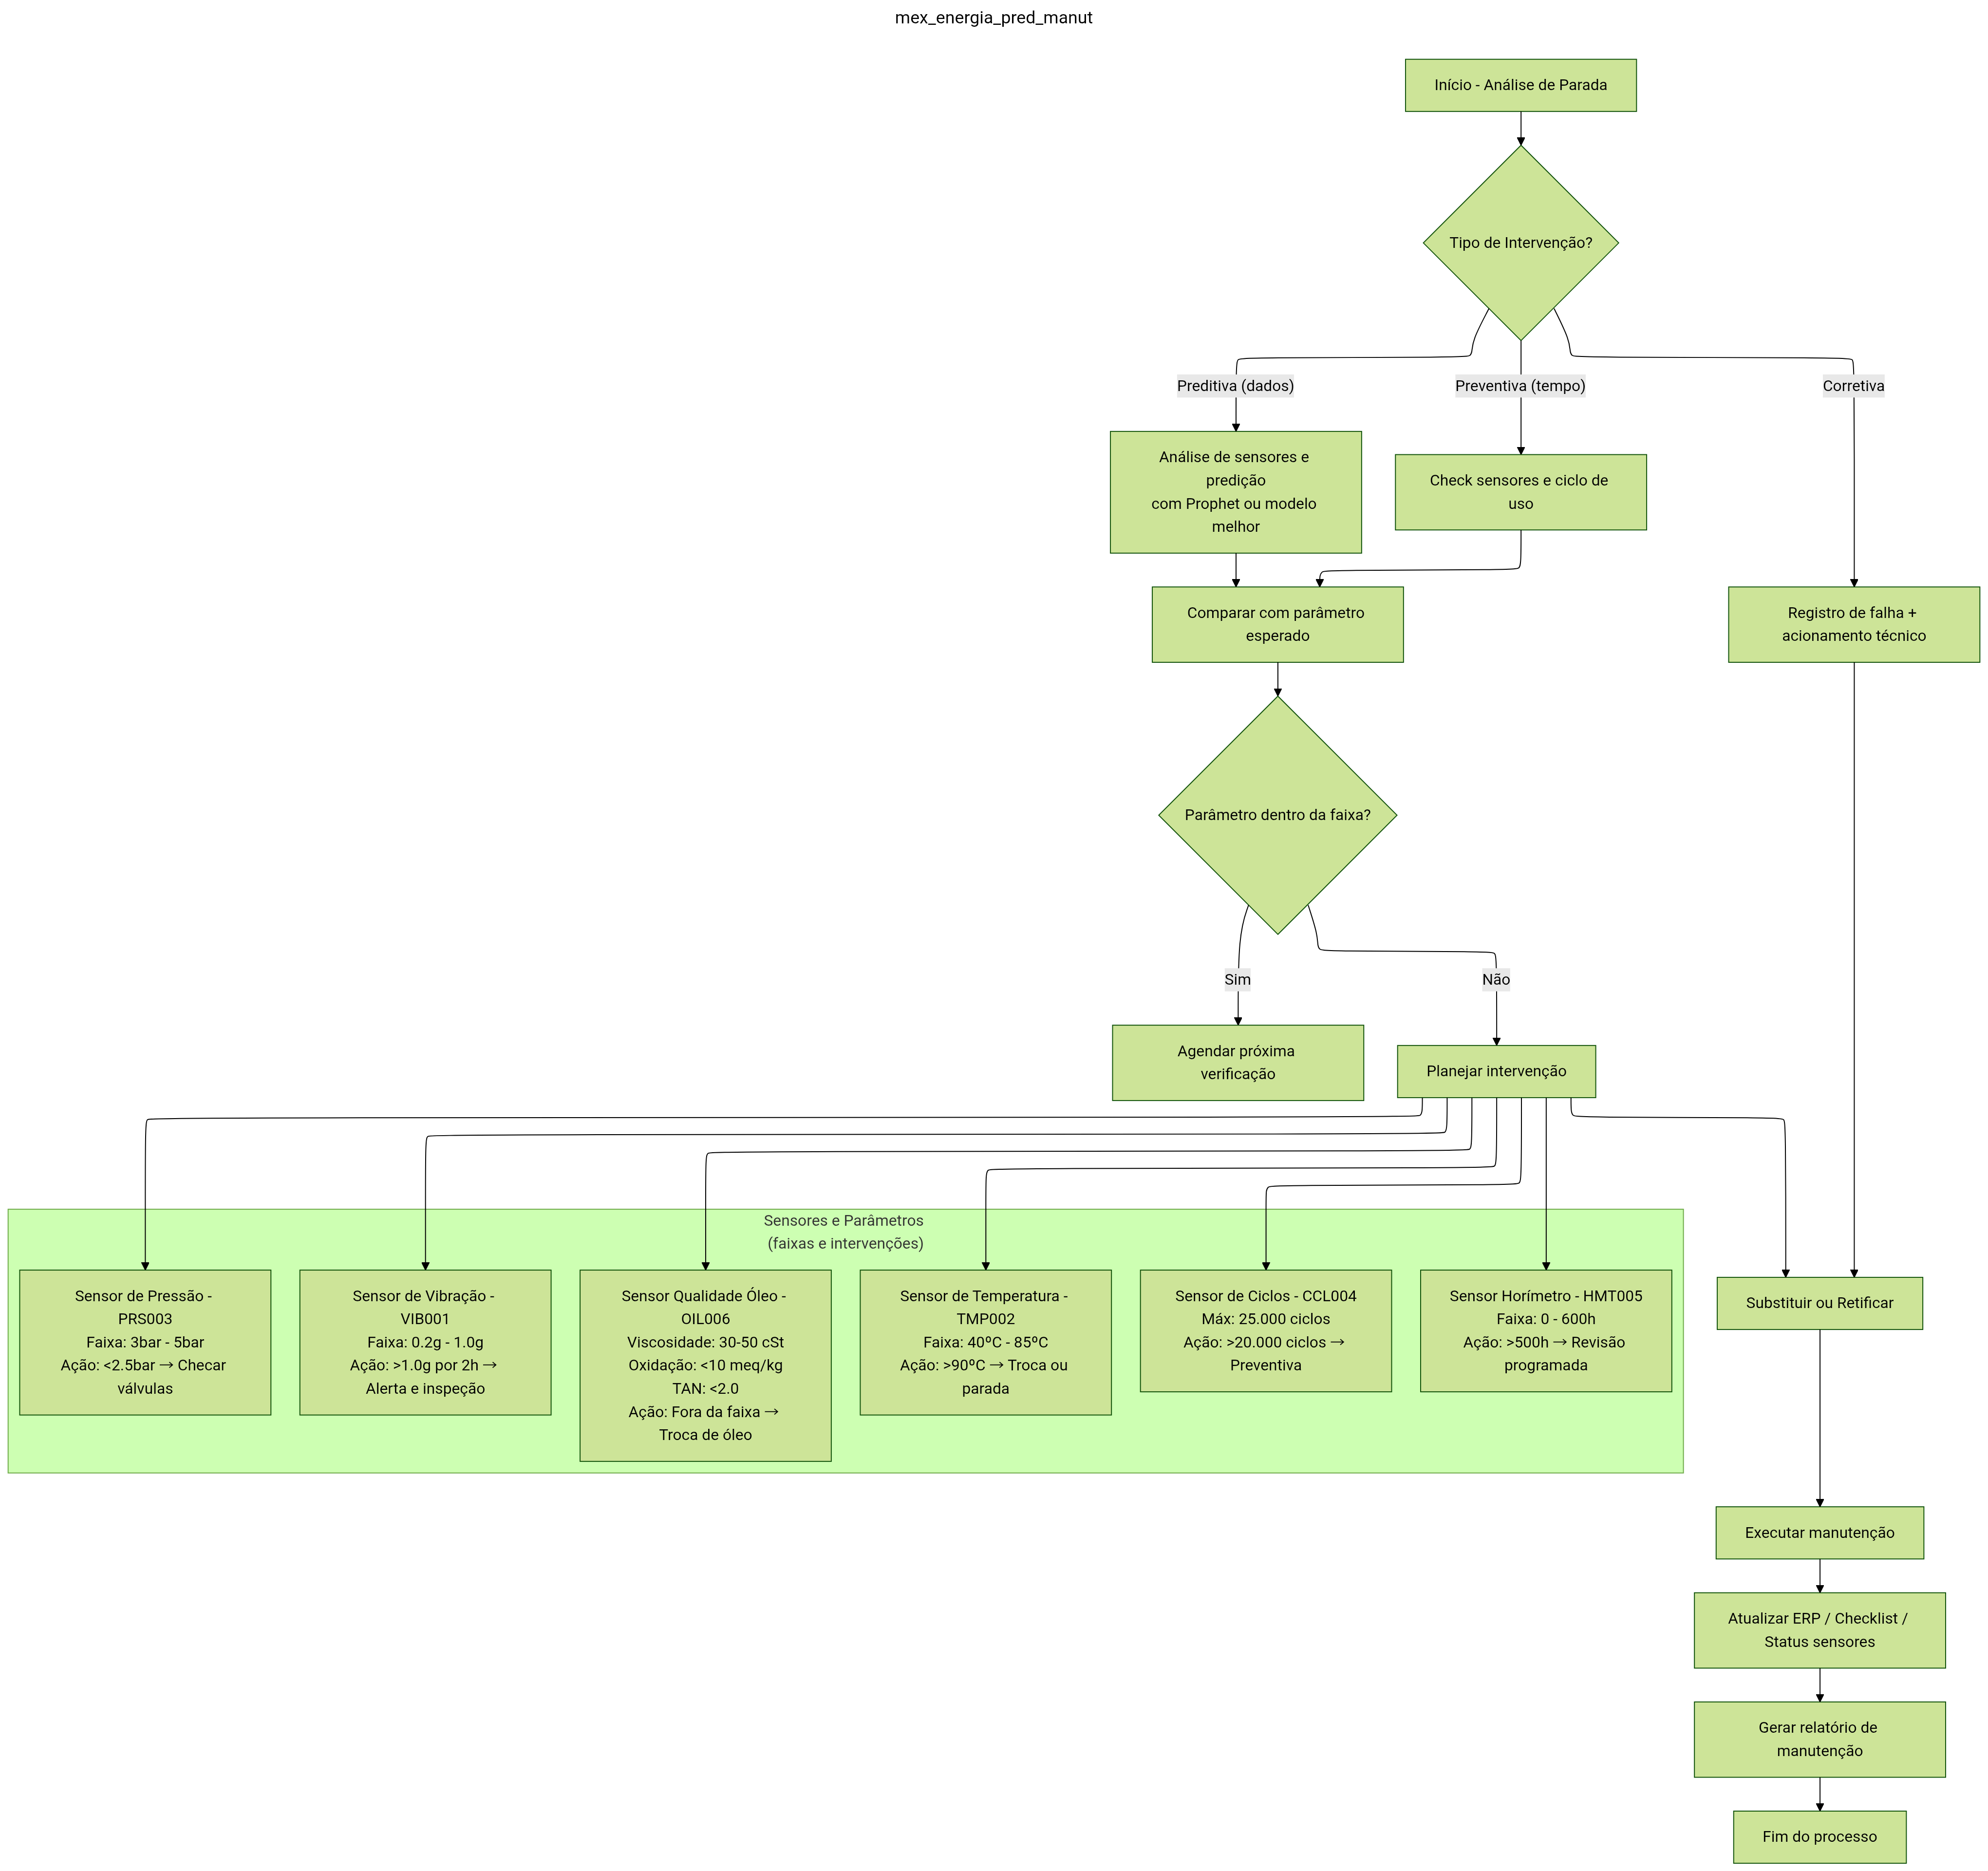 mex_energia_pred_manut
Início - Análise de Parada
Tipo de Intervenção?
Preditiva (dados)
Preventiva (tempo)
Corretiva
Análise de sensores e
predição
com Prophet ou modelo
melhor
Check sensores e ciclo de
uso
Comparar com parâmetro
esperado
Registro de falha +
acionamento técnico
Parâmetro dentro da faixa?
Sim
Não
Agendar próxima
verificação
Planejar intervenção
Sensores e Parâmetros
(faixas e intervenções)
Sensor de Pressão -
PRS003
Faixa: 3bar - 5bar
Ação: <2.5bar → Checar
válvulas
Sensor de Vibração -
VIB001
Faixa: 0.2g - 1.0g
Ação: >1.0g por 2h →
Alerta e inspeção
Sensor Qualidade Óleo -
OIL006
Viscosidade: 30-50 cSt
Oxidação: <10 meq/kg
TAN: <2.0
Ação: Fora da faixa →
Troca de óleo
Sensor de Temperatura -
TMP002
Faixa: 40ºC - 85ºC
Ação: >90ºC → Troca ou
parada
Sensor de Ciclos - CCL004
Máx: 25.000 ciclos
Ação: >20.000 ciclos →
Preventiva
Sensor Horímetro - HMT005
Faixa: 0 - 600h
Ação: >500h → Revisão
programada
Substituir ou Retificar
Executar manutenção
Atualizar ERP / Checklist /
Status sensores
Gerar relatório de
manutenção
Fim do processo